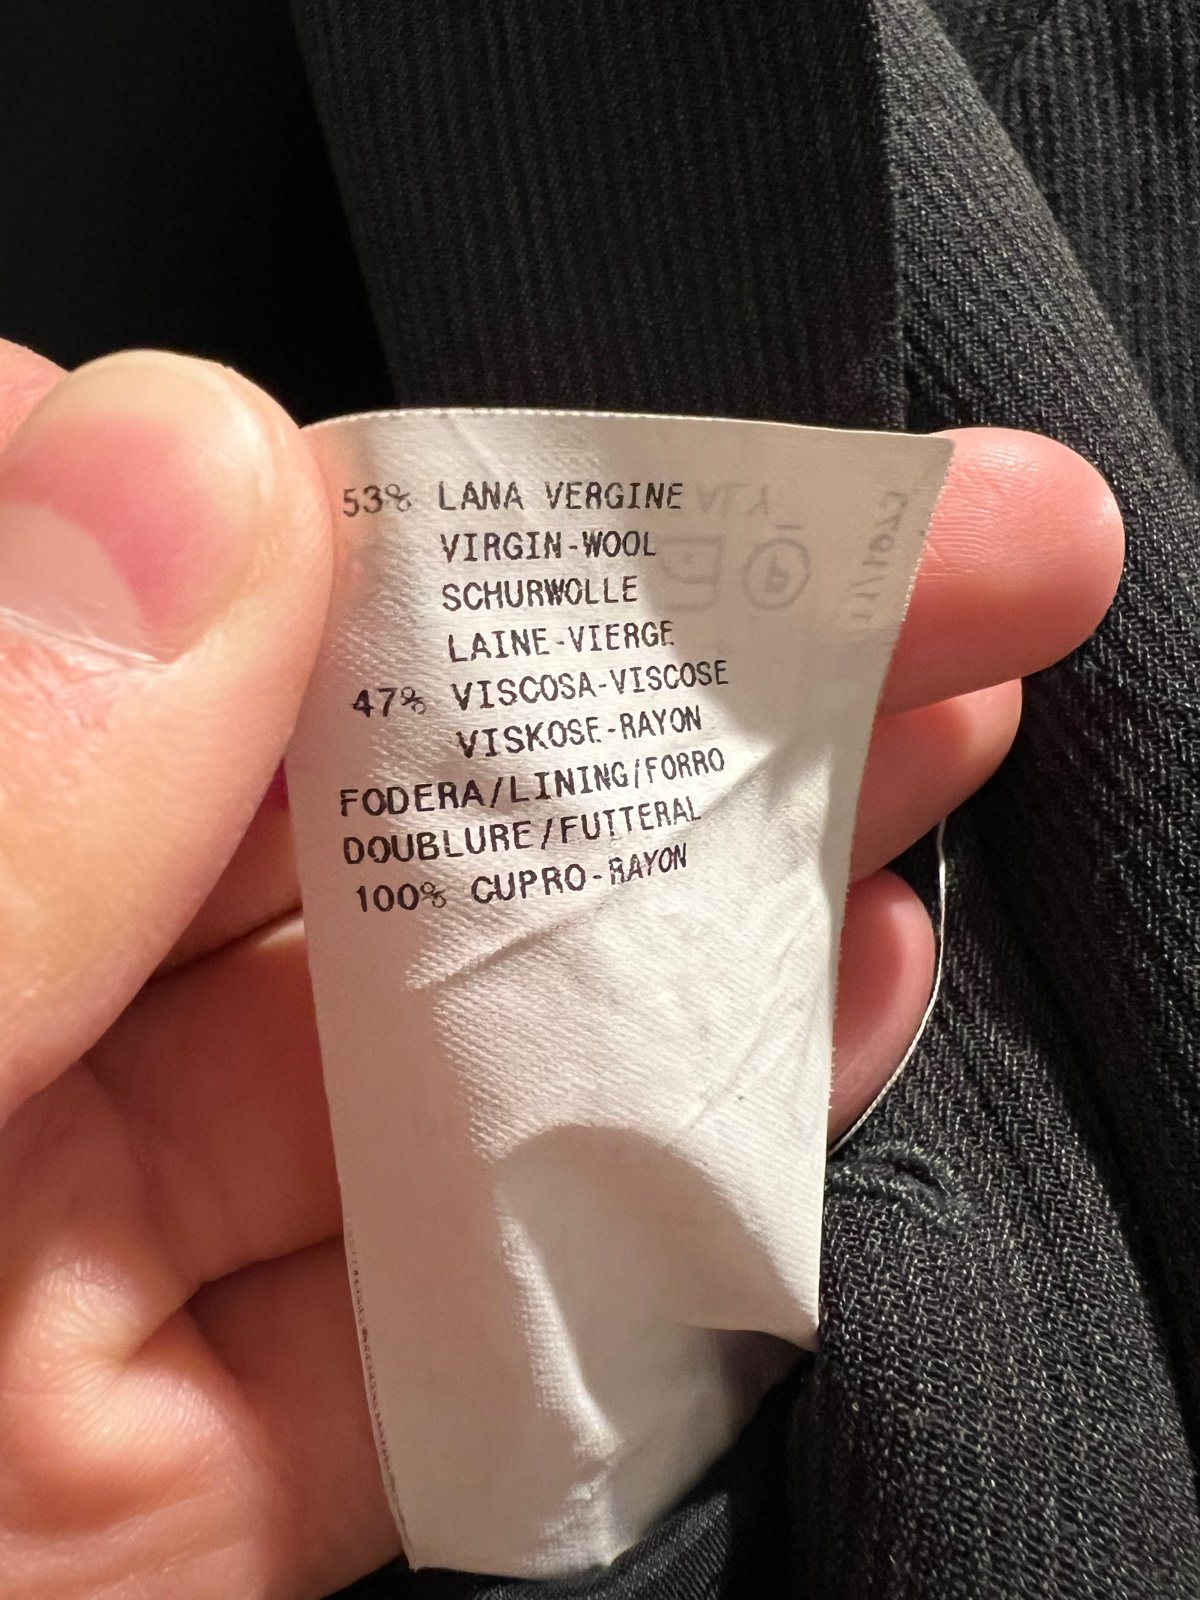 53% LANA VERGINE
VIRGIN-WOOL
SCHURWOLLE
LAINE-VIERGE
47% VISCOSA-VISCOSE
VISKOSE-RAYON
FODERA/LINING/FORRO
DOUBLURE/FUTTERAL
100% CUPRO-RAYON